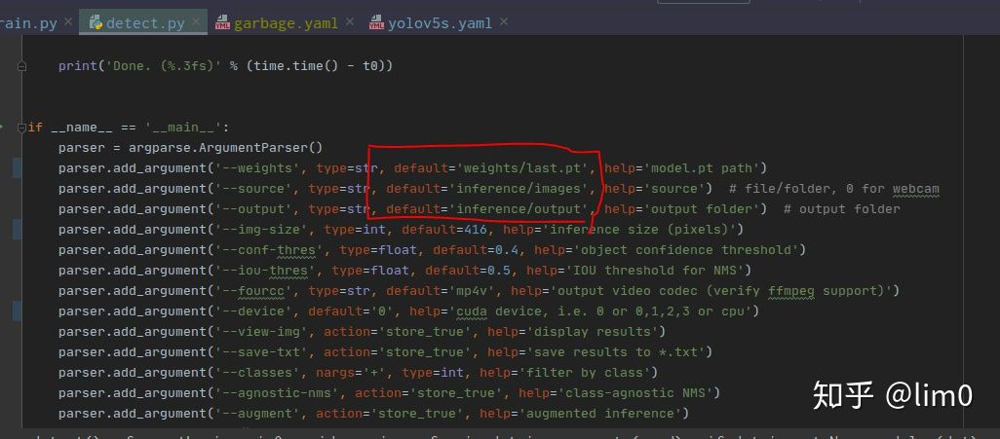 rain.py × detect.py × garbage.yaml × yolov5s.yaml ×
print('Done. (%.3fs)' % (time.time() - t0))
if __name__ == '__main__':
parser = argparse.ArgumentParser()
parser.add_argument('--weights', type=str, default='weights/last.pt', help='model.pt path')
parser.add_argument('--source', type=str, default='inference/images', help='source')  # file/folder, 0 for webcam
parser.add_argument('--output', type=str, default='inference/output', help='output folder')  # output folder
parser.add_argument('--img-size', type=int, default=416, help='inference size (pixels)')
parser.add_argument('--conf-thres', type=float, default=0.4, help='object confidence threshold')
parser.add_argument('--iou-thres', type=float, default=0.5, help='IOU threshold for NMS')
parser.add_argument('--fourcc', type=str, default='mp4v', help='output video codec (verify ffmpeg support)')
parser.add_argument('--device', default='0', help='cuda device, i.e. 0 or 0,1,2,3 or cpu')
parser.add_argument('--view-img', action='store_true', help='display results')
parser.add_argument('--save-txt', action='store_true', help='save results to *.txt')
parser.add_argument('--classes', nargs='+', type=int, help='filter by class')
parser.add_argument('--agnostic-nms', action='store_true', help='class-agnostic NMS')
parser.add_argument('--augment', action='store_true', help='augmented inference')
知乎 @lim0